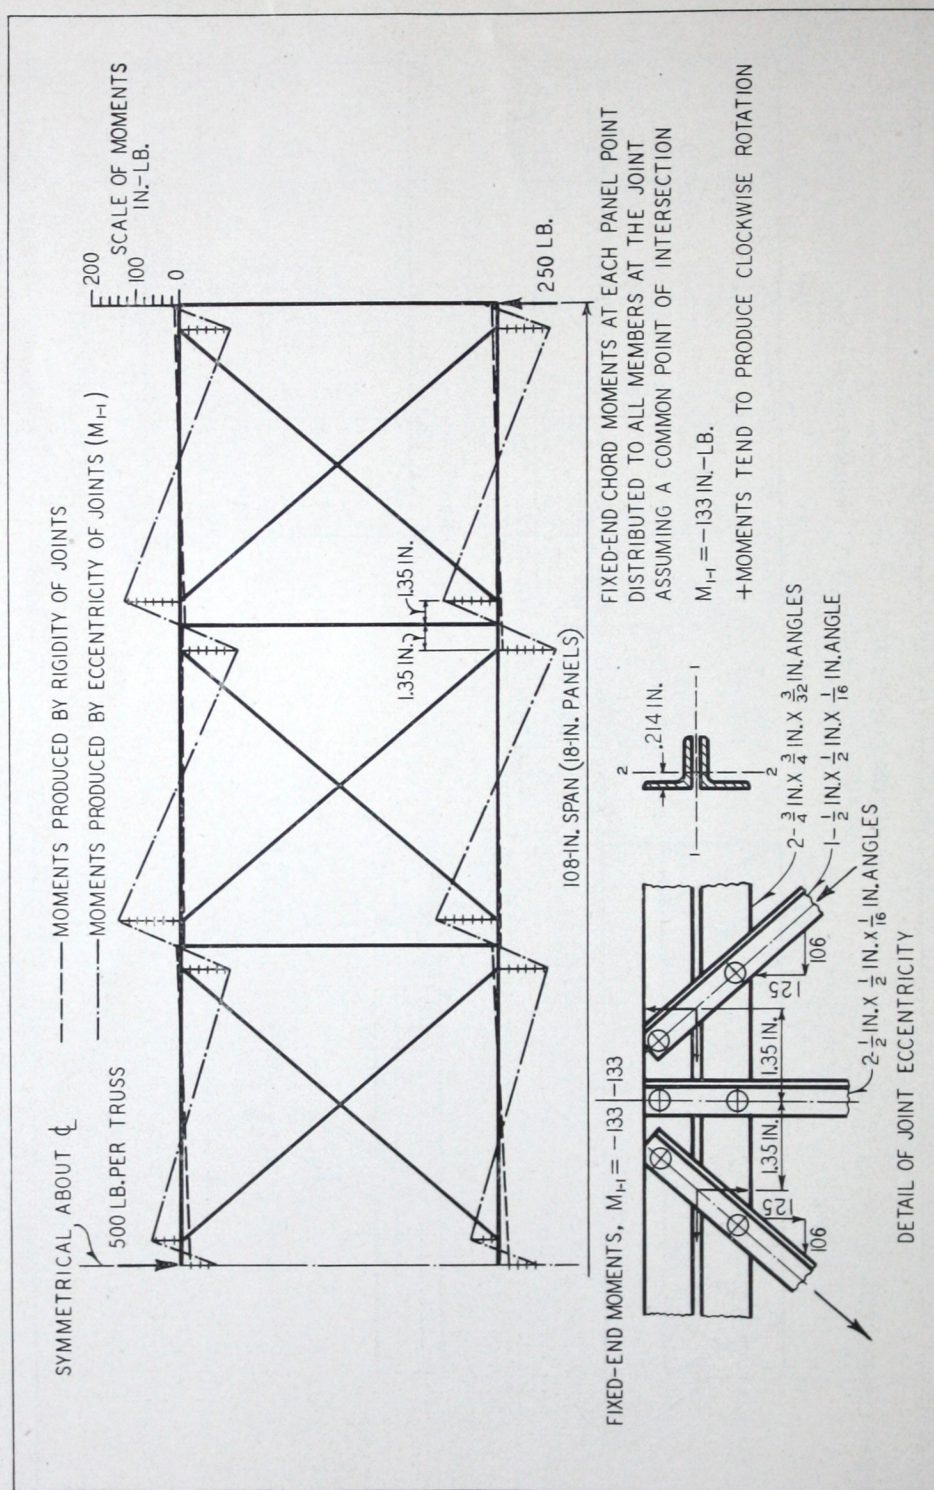 SYMMETRICAL ABOUT ℄
500 LB. PER TRUSS
— — — MOMENTS PRODUCED BY RIGIDITY OF JOINTS
— · — · — MOMENTS PRODUCED BY ECCENTRICITY OF JOINTS (M₁₋₁)
200
100
0
SCALE OF MOMENTS
IN.-LB.
1.35 IN.
1.35 IN.
250 LB.
108-IN. SPAN (18-IN. PANELS)
FIXED-END MOMENTS, M₁₋₁ = -133 -133
FIXED-END CHORD MOMENTS AT EACH PANEL POINT
DISTRIBUTED TO ALL MEMBERS AT THE JOINT
ASSUMING A COMMON POINT OF INTERSECTION
M₁₋₁ = -133 IN.-LB.
+ MOMENTS TEND TO PRODUCE CLOCKWISE ROTATION
.214 IN.
2
2
1
1
125
106
1.35 IN.
1.35 IN.
125
106
2-3/4 IN. X 3/4 IN. X 3/32 IN. ANGLES
1-1/2 IN. X 1/2 IN. X 1/16 IN. ANGLE
2-1/2 IN. X 1/2 IN. X 1/16 IN. ANGLES
DETAIL OF JOINT ECCENTRICITY